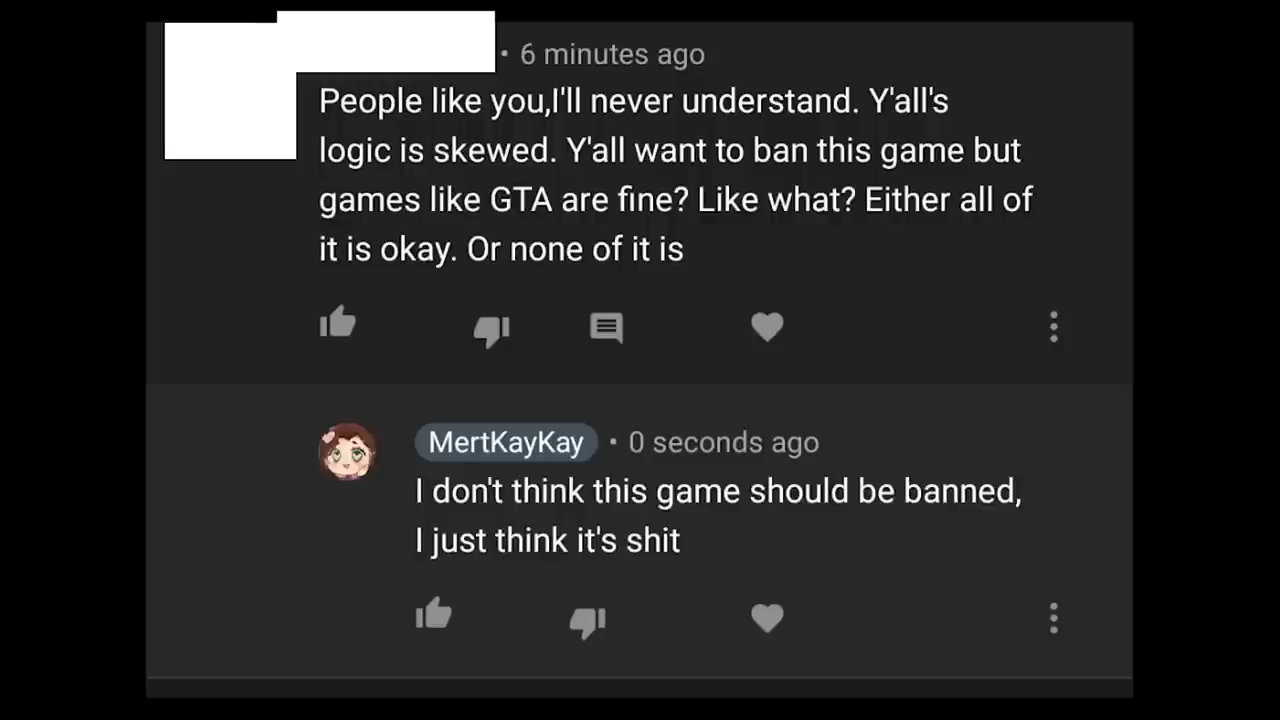 • 6 minutes ago
People like you,I'll never understand. Y'all's
logic is skewed. Y'all want to ban this game but
games like GTA are fine? Like what? Either all of
it is okay. Or none of it is
MertKayKay • 0 seconds ago
I don't think this game should be banned,
I just think it's shit